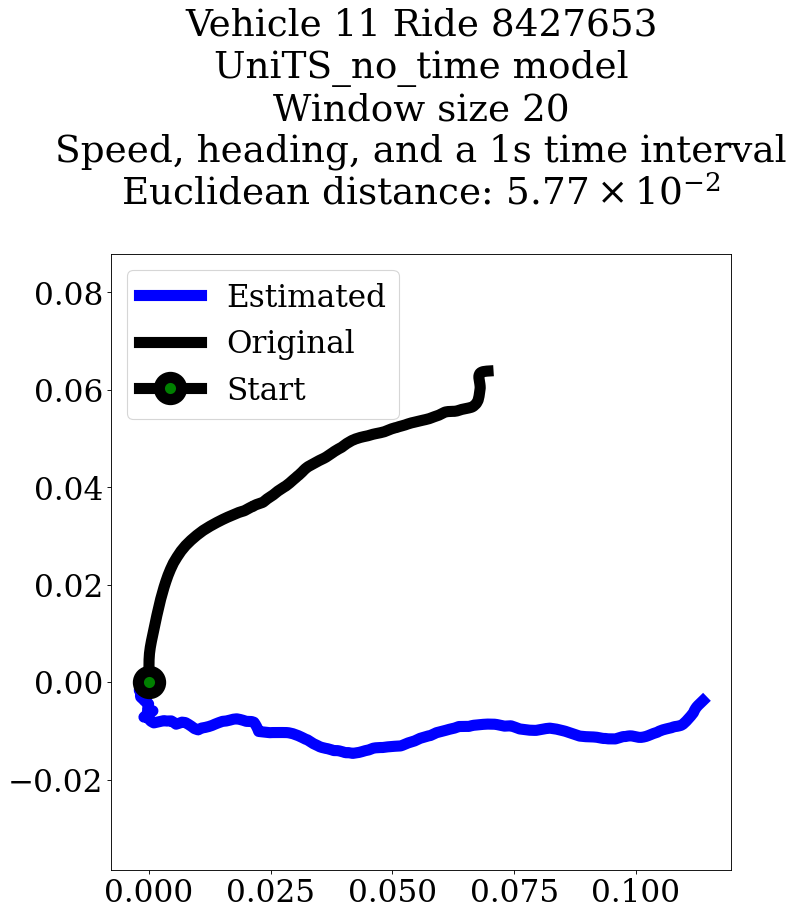 Vehicle 11 Ride 8427653
UniTS_no_time model
Window size 20
Speed, heading, and a 1s time interval
Euclidean distance: 5.77 × 10⁻²
Estimated
Original
Start
0.08
0.06
0.04
0.02
0.00
−0.02
0.000 0.025 0.050 0.075 0.100